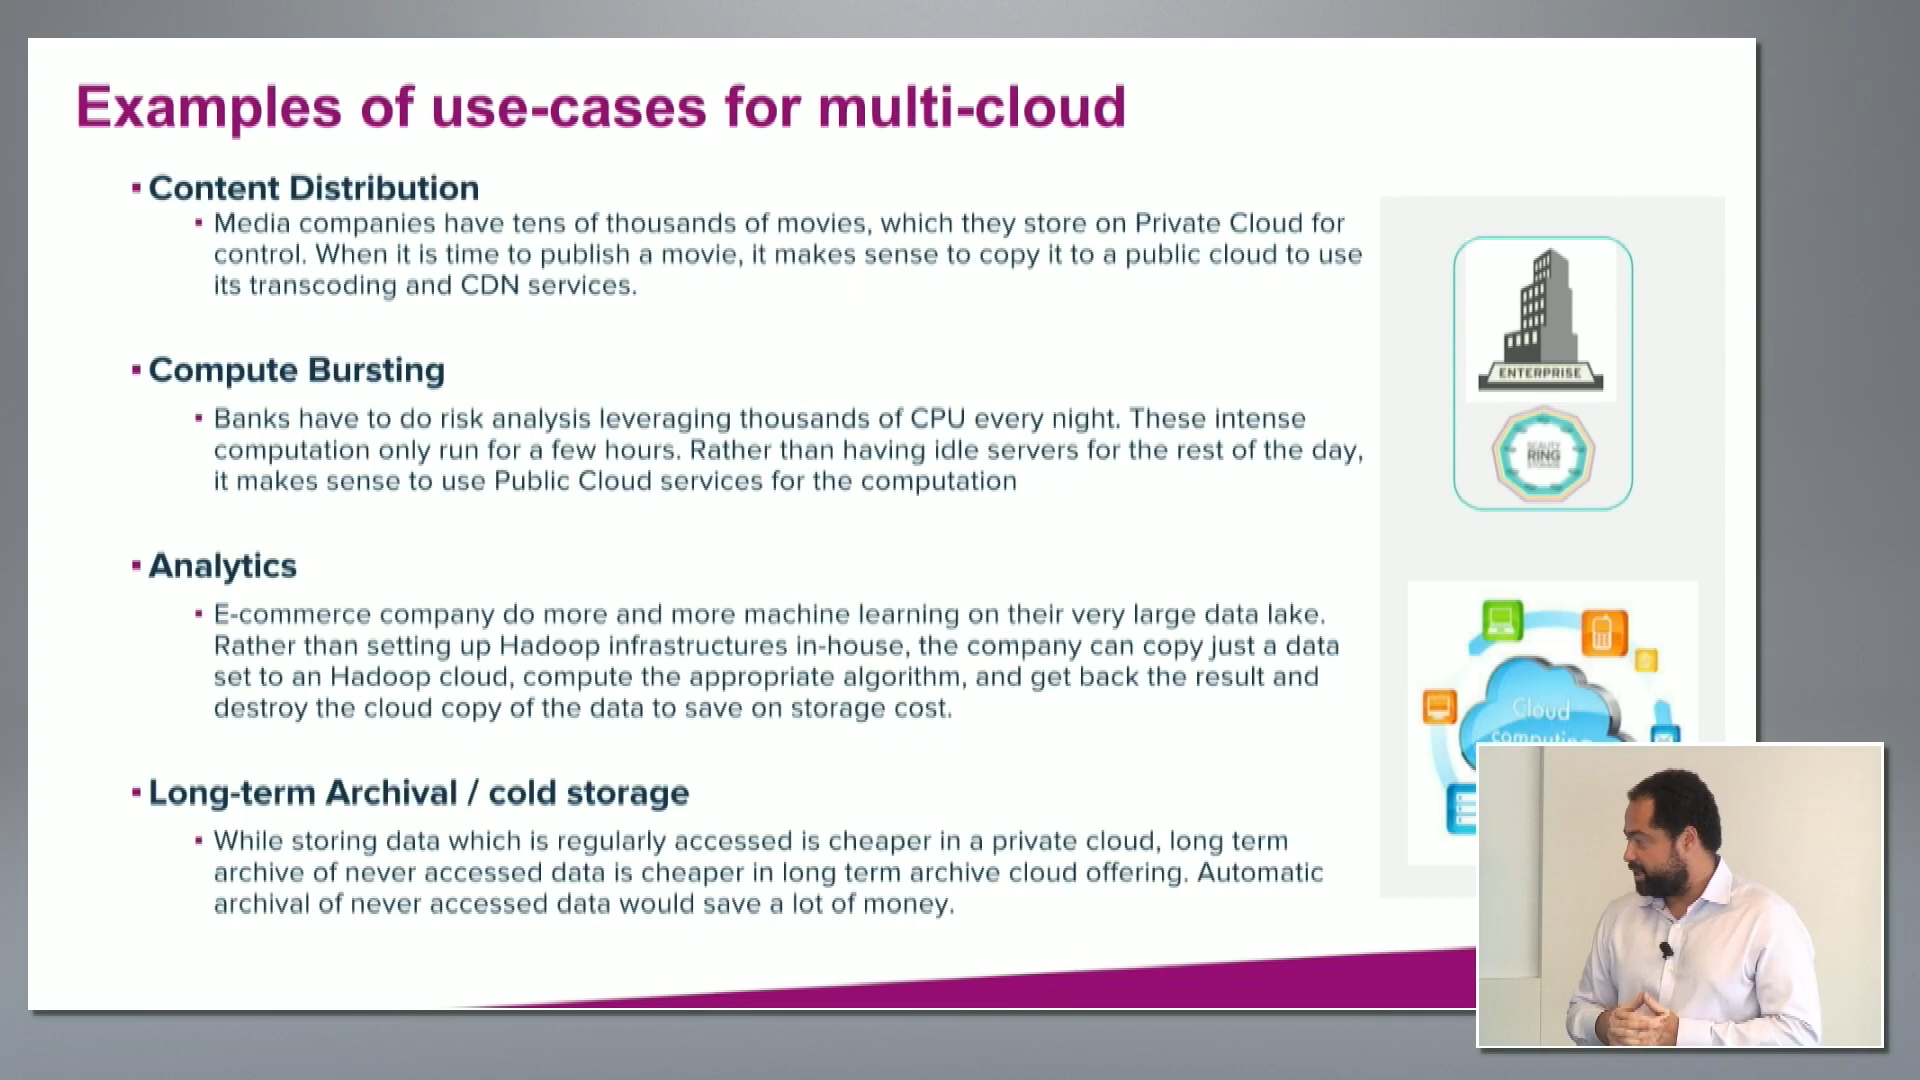 Examples of use-cases for multi-cloud
▪ Content Distribution
▪ Media companies have tens of thousands of movies, which they store on Private Cloud for
control. When it is time to publish a movie, it makes sense to copy it to a public cloud to use
its transcoding and CDN services.
▪ Compute Bursting
▪ Banks have to do risk analysis leveraging thousands of CPU every night. These intense
computation only run for a few hours. Rather than having idle servers for the rest of the day,
it makes sense to use Public Cloud services for the computation
▪ Analytics
▪ E-commerce company do more and more machine learning on their very large data lake.
Rather than setting up Hadoop infrastructures in-house, the company can copy just a data
set to an Hadoop cloud, compute the appropriate algorithm, and get back the result and
destroy the cloud copy of the data to save on storage cost.
▪ Long-term Archival / cold storage
▪ While storing data which is regularly accessed is cheaper in a private cloud, long term
archive of never accessed data is cheaper in long term archive cloud offering. Automatic
archival of never accessed data would save a lot of money.
ENTERPRISE
RING
Cloud
computing